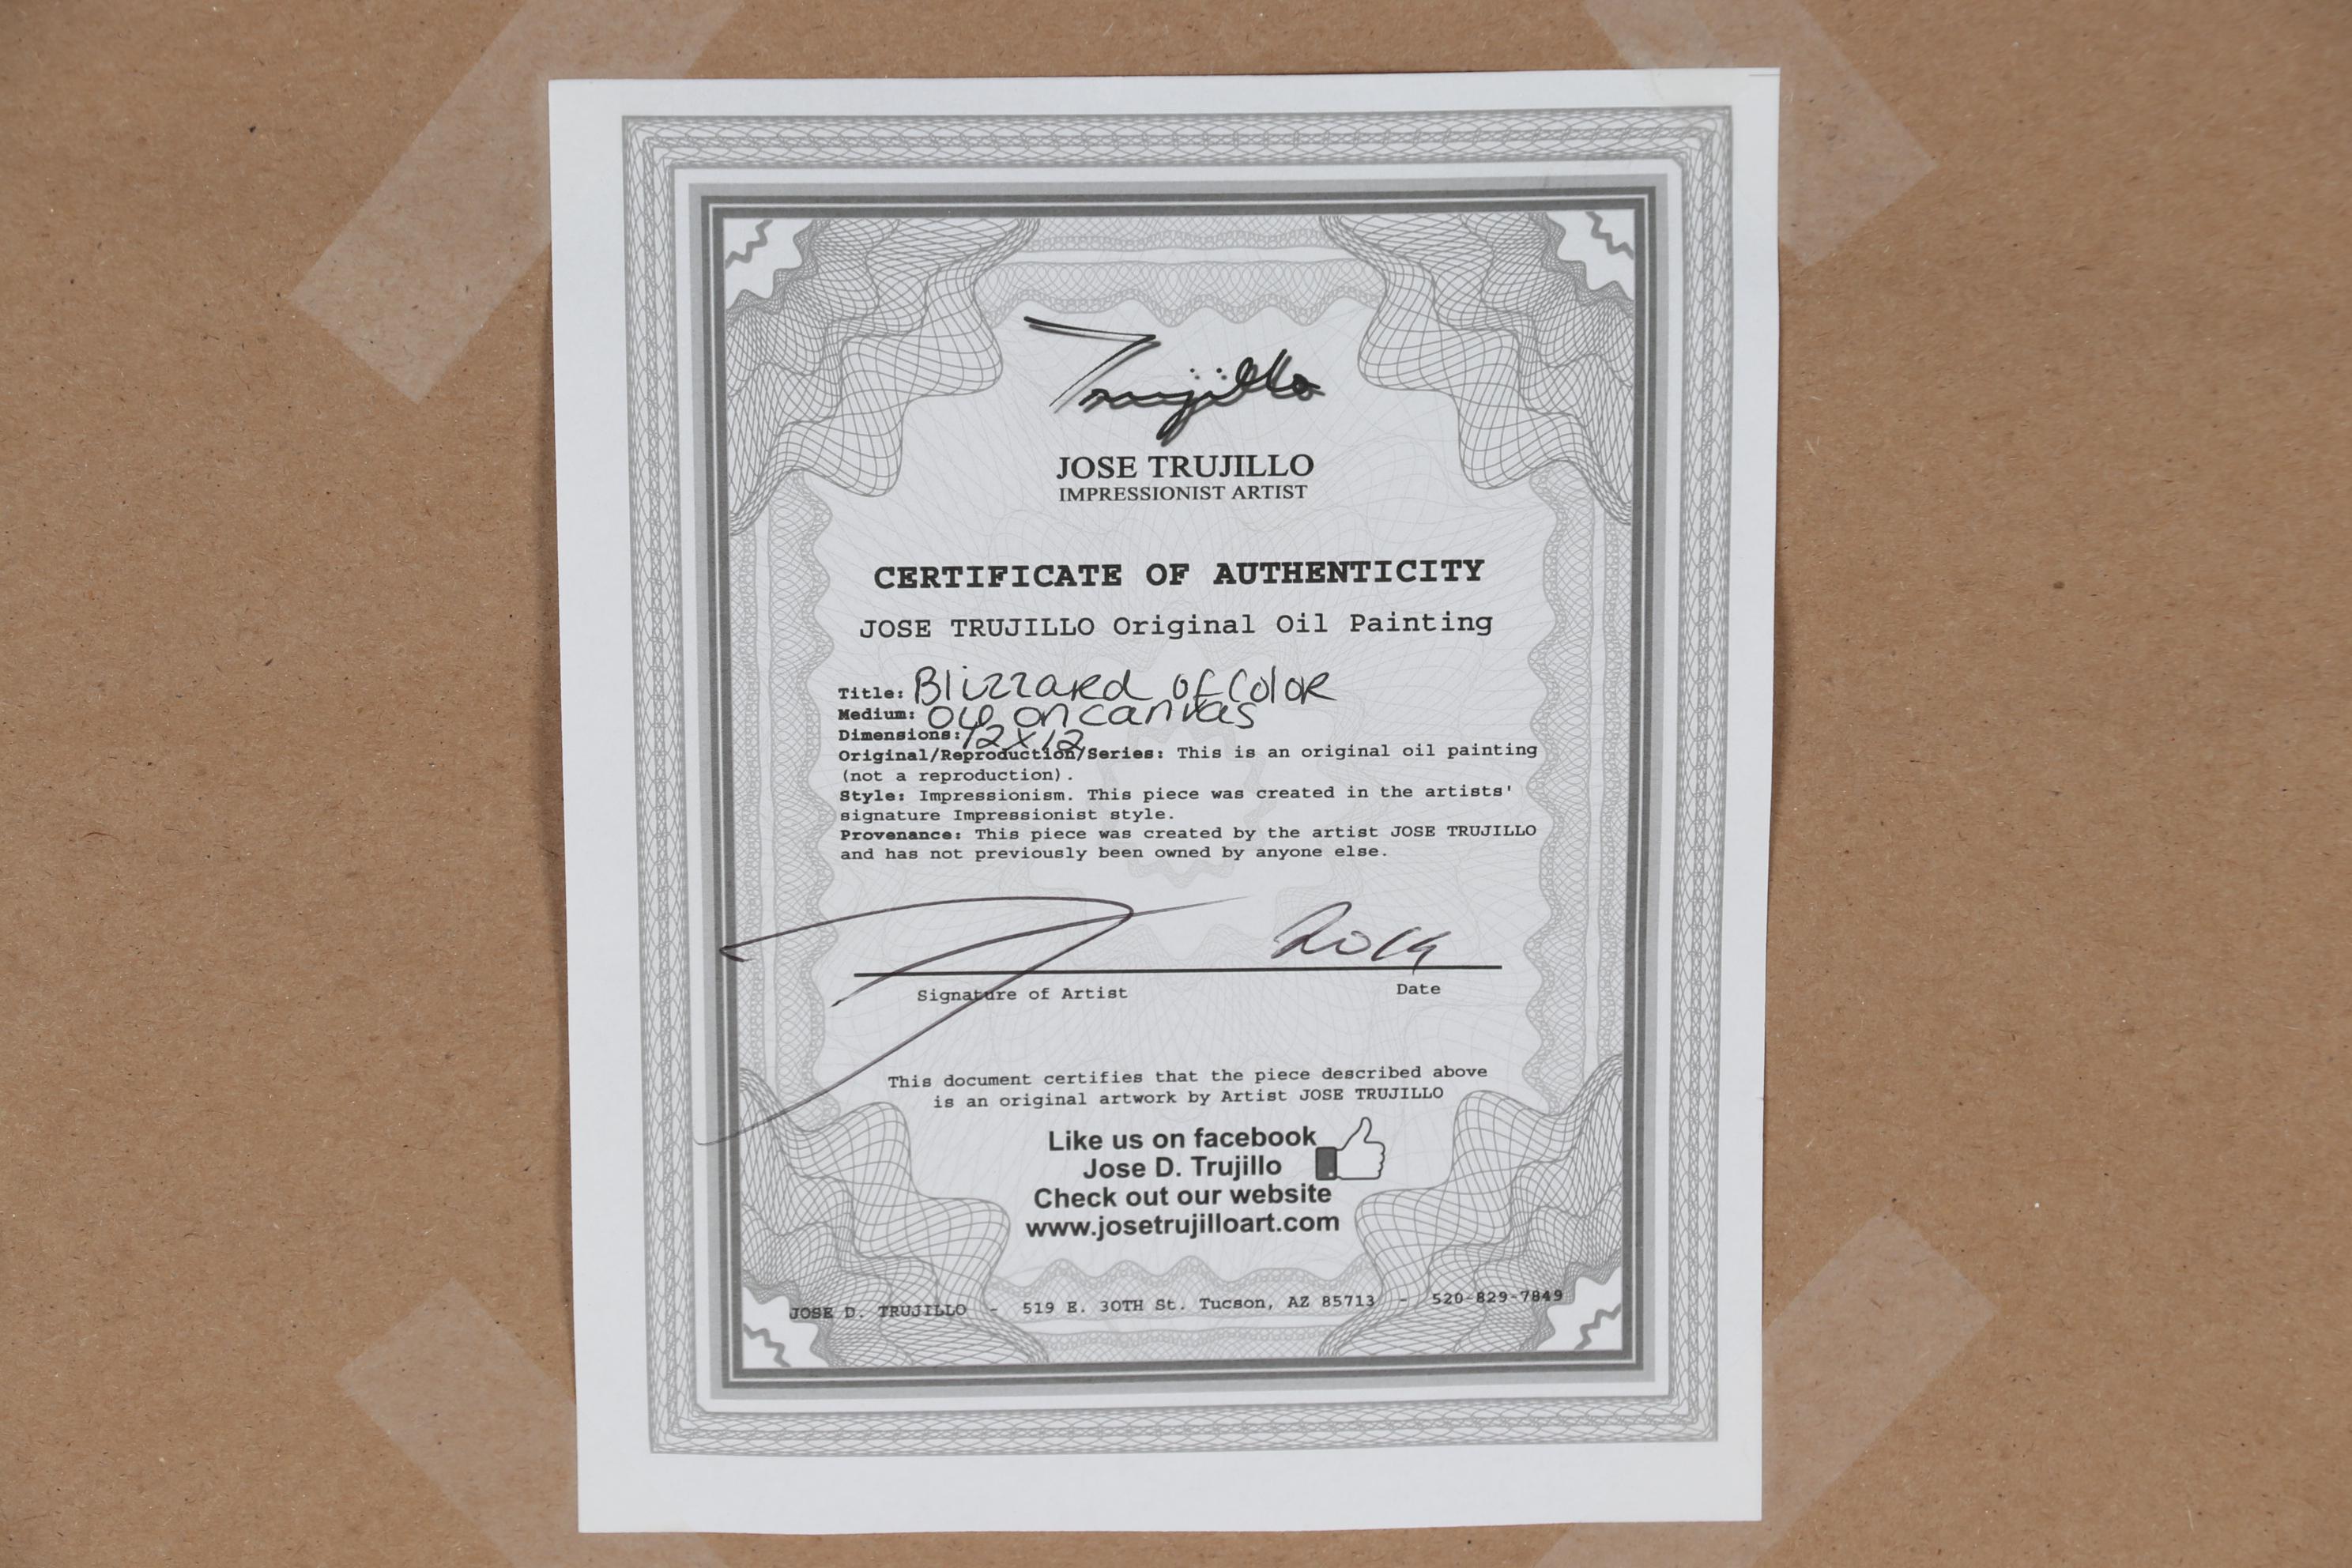 Trujillo
JOSE TRUJILLO
IMPRESSIONIST ARTIST
CERTIFICATE OF AUTHENTICITY
JOSE TRUJILLO Original Oil Painting
Title: Blizzard of Color
Medium: Oil on canvas
Dimensions: 12x12
Original/Reproduction/Series: This is an original oil painting
(not a reproduction).
Style: Impressionism. This piece was created in the artists'
signature Impressionist style.
Provenance: This piece was created by the artist JOSE TRUJILLO
and has not previously been owned by anyone else.
Signature of Artist Date
This document certifies that the piece described above
is an original artwork by Artist JOSE TRUJILLO
Like us on facebook
Jose D. Trujillo
Check out our website
www.josetrujilloart.com
JOSE D. TRUJILLO - 519 E. 30TH St. Tucson, AZ 85713 - 520-829-7849